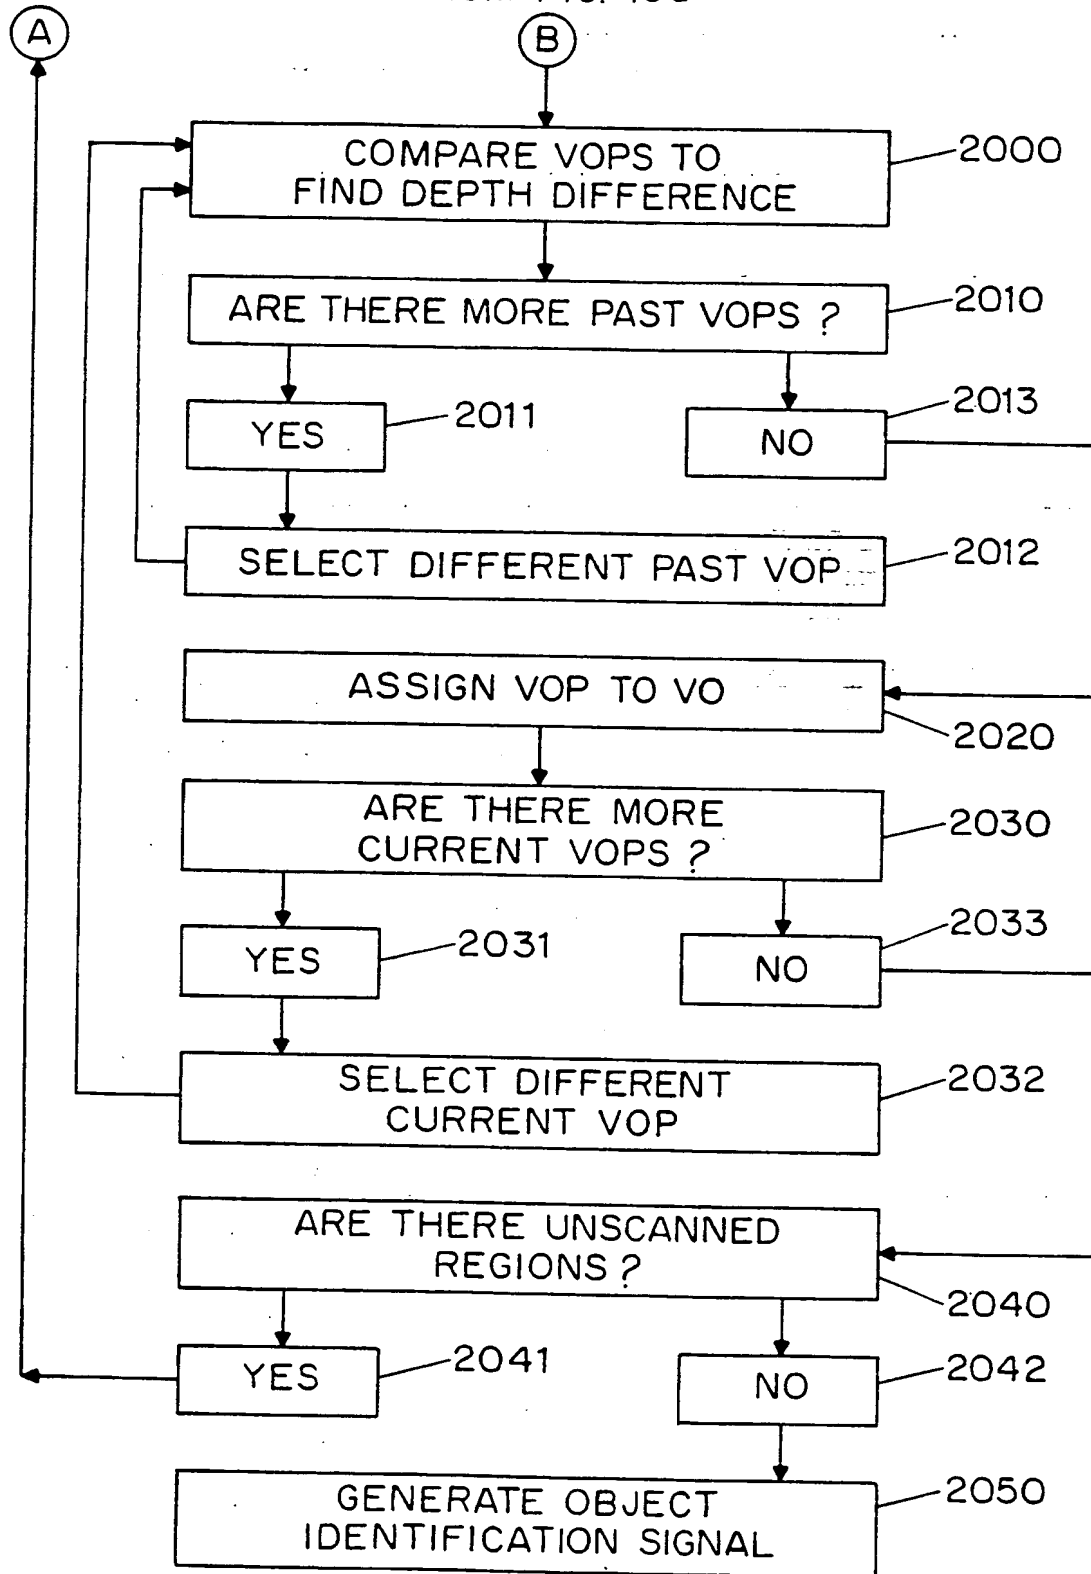 A
B
COMPARE VOPS TO
FIND DEPTH DIFFERENCE
2000
ARE THERE MORE PAST VOPS ?
2010
YES
2011
NO
2013
SELECT DIFFERENT PAST VOP
2012
ASSIGN VOP TO VO
2020
ARE THERE MORE
CURRENT VOPS ?
2030
YES
2031
NO
2033
SELECT DIFFERENT
CURRENT VOP
2032
ARE THERE UNSCANNED
REGIONS ?
2040
YES
2041
NO
2042
GENERATE OBJECT
IDENTIFICATION SIGNAL
2050